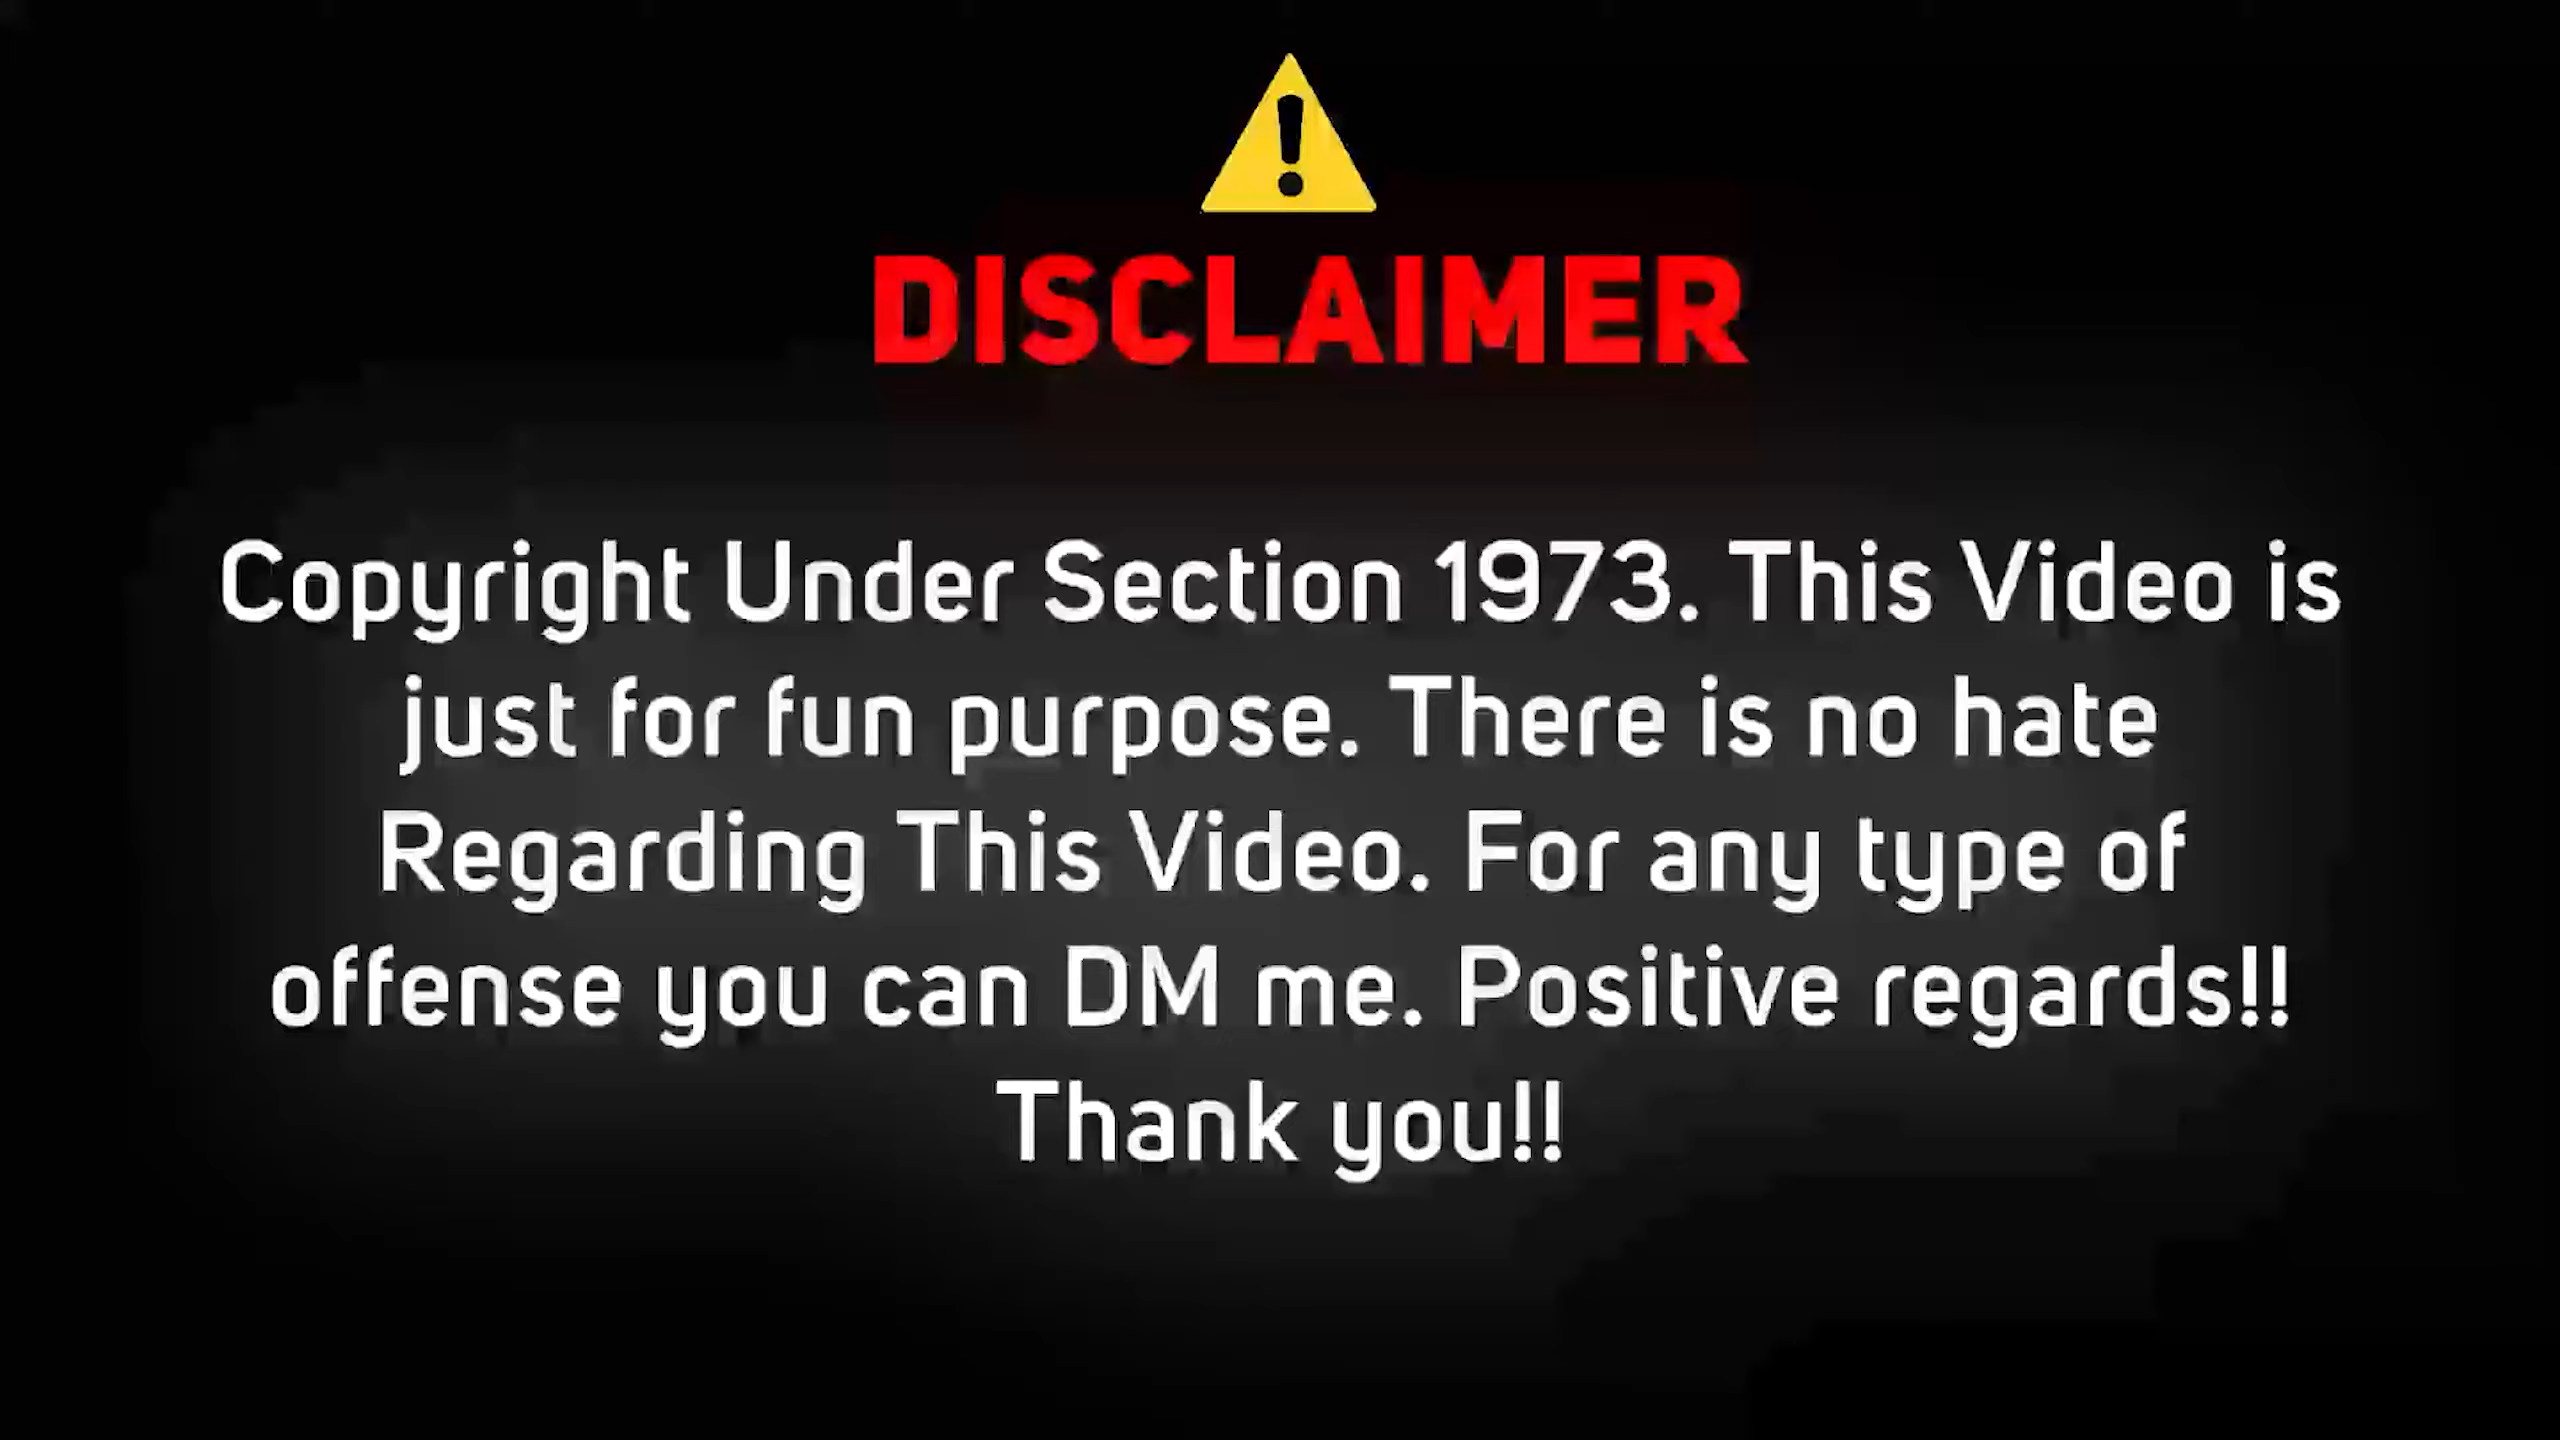 DISCLAIMER
Copyright Under Section 1973. This Video is
just for fun purpose. There is no hate
Regarding This Video. For any type of
offense you can DM me. Positive regards!!
Thank you!!